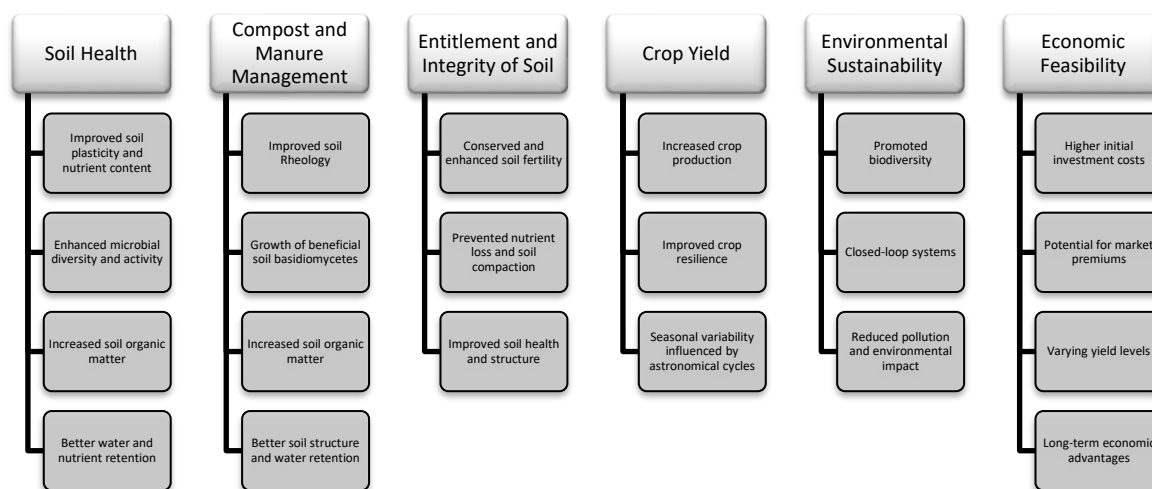 Soil Health
Improved soil
plasticity and
nutrient content
Enhanced microbial
diversity and activity
Increased soil organic
matter
Better water and
nutrient retention
Compost and
Manure
Management
Improved soil
Rheology
Growth of beneficial
soil basidiomycetes
Increased soil organic
matter
Better soil structure
and water retention
Entitlement and
Integrity of Soil
Conserved and
enhanced soil fertility
Prevented nutrient
loss and soil
compaction
Improved soil health
and structure
Crop Yield
Increased crop
production
Improved crop
resilience
Seasonal variability
influenced by
astronomical cycles
Environmental
Sustainability
Promoted
biodiversity
Closed-loop systems
Reduced pollution
and environmental
impact
Economic
Feasibility
Higher initial
investment costs
Potential for market
premiums
Varying yield levels
Long-term economic
advantages